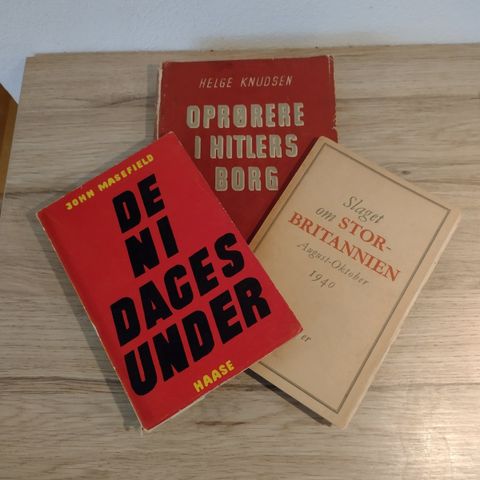 HELGE KNUDSEN
OPRØRERE
I HITLERS
BORG
JOHN MASEFIELD
DE
NI
DAGES
UNDER
HAASE
Slaget
om STOR-
BRITANNIEN
August-Oktober
1940